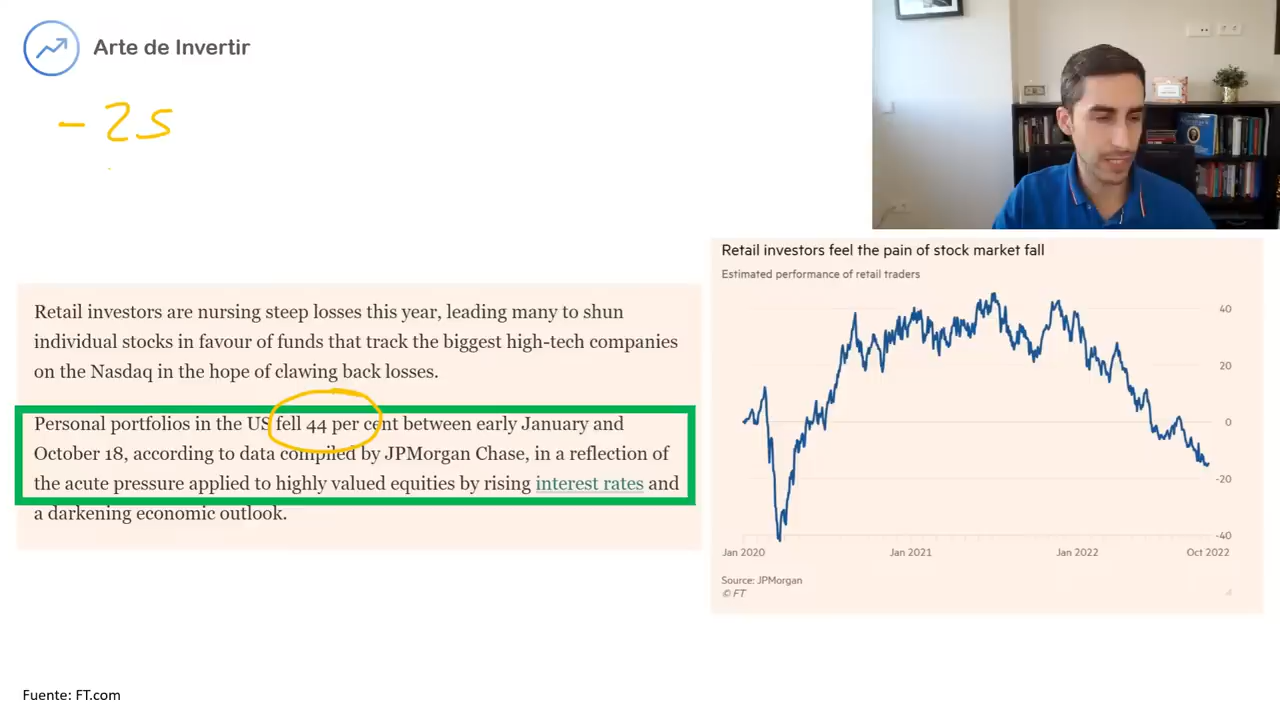 Arte de Invertir
- 25
Retail investors are nursing steep losses this year, leading many to shun
individual stocks in favour of funds that track the biggest high-tech companies
on the Nasdaq in the hope of clawing back losses.
Personal portfolios in the US fell 44 per cent between early January and
October 18, according to data compiled by JPMorgan Chase, in a reflection of
the acute pressure applied to highly valued equities by rising interest rates and
a darkening economic outlook.
Retail investors feel the pain of stock market fall
Estimated performance of retail traders
40
20
0
-20
-40
Jan 2020 Jan 2021 Jan 2022 Oct 2022
Source: JPMorgan
© FT
Fuente: FT.com